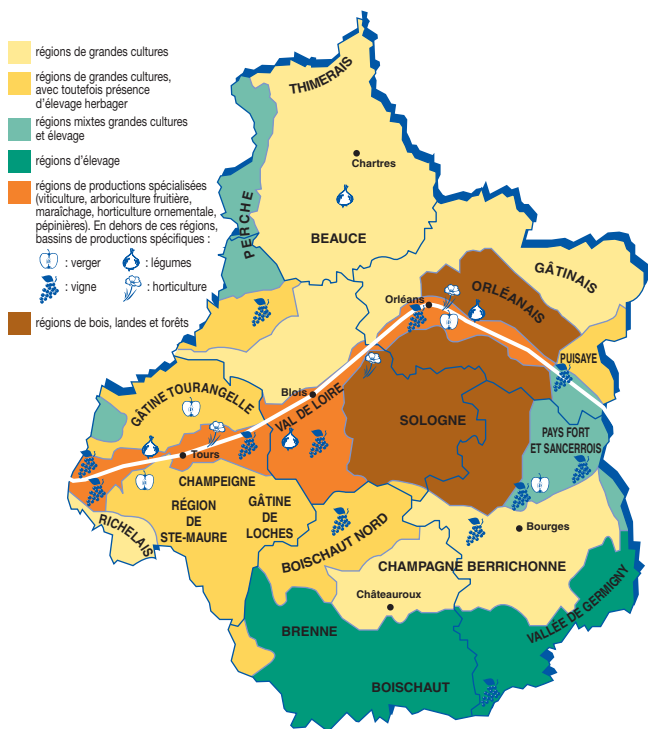 régions de grandes cultures
régions de grandes cultures,
avec toutefois présence
d'élevage herbager
régions mixtes grandes cultures
et élevage
régions d'élevage
régions de productions spécialisées
(viticulture, arboriculture fruitière,
maraîchage, horticulture ornementale,
pépinières). En dehors de ces régions,
bassins de productions spécifiques :
: verger
: légumes
: vigne
: horticulture
régions de bois, landes et forêts
THIMERAIS
Chartres
PERCHE
BEAUCE
GÂTINAIS
Orléans
ORLÉANAIS
PUISAYE
Blois
VAL DE LOIRE
GÂTINE TOURANGELLE
SOLOGNE
PAYS FORT
ET SANCERROIS
Tours
CHAMPEIGNE
RÉGION
DE
STE-MAURE
GÂTINE
DE
LOCHES
RICHELAIS
BOISCHAUT NORD
Bourges
CHAMPAGNE BERRICHONNE
Châteauroux
VALLÉE DE GERMIGNY
BRENNE
BOISCHAUT